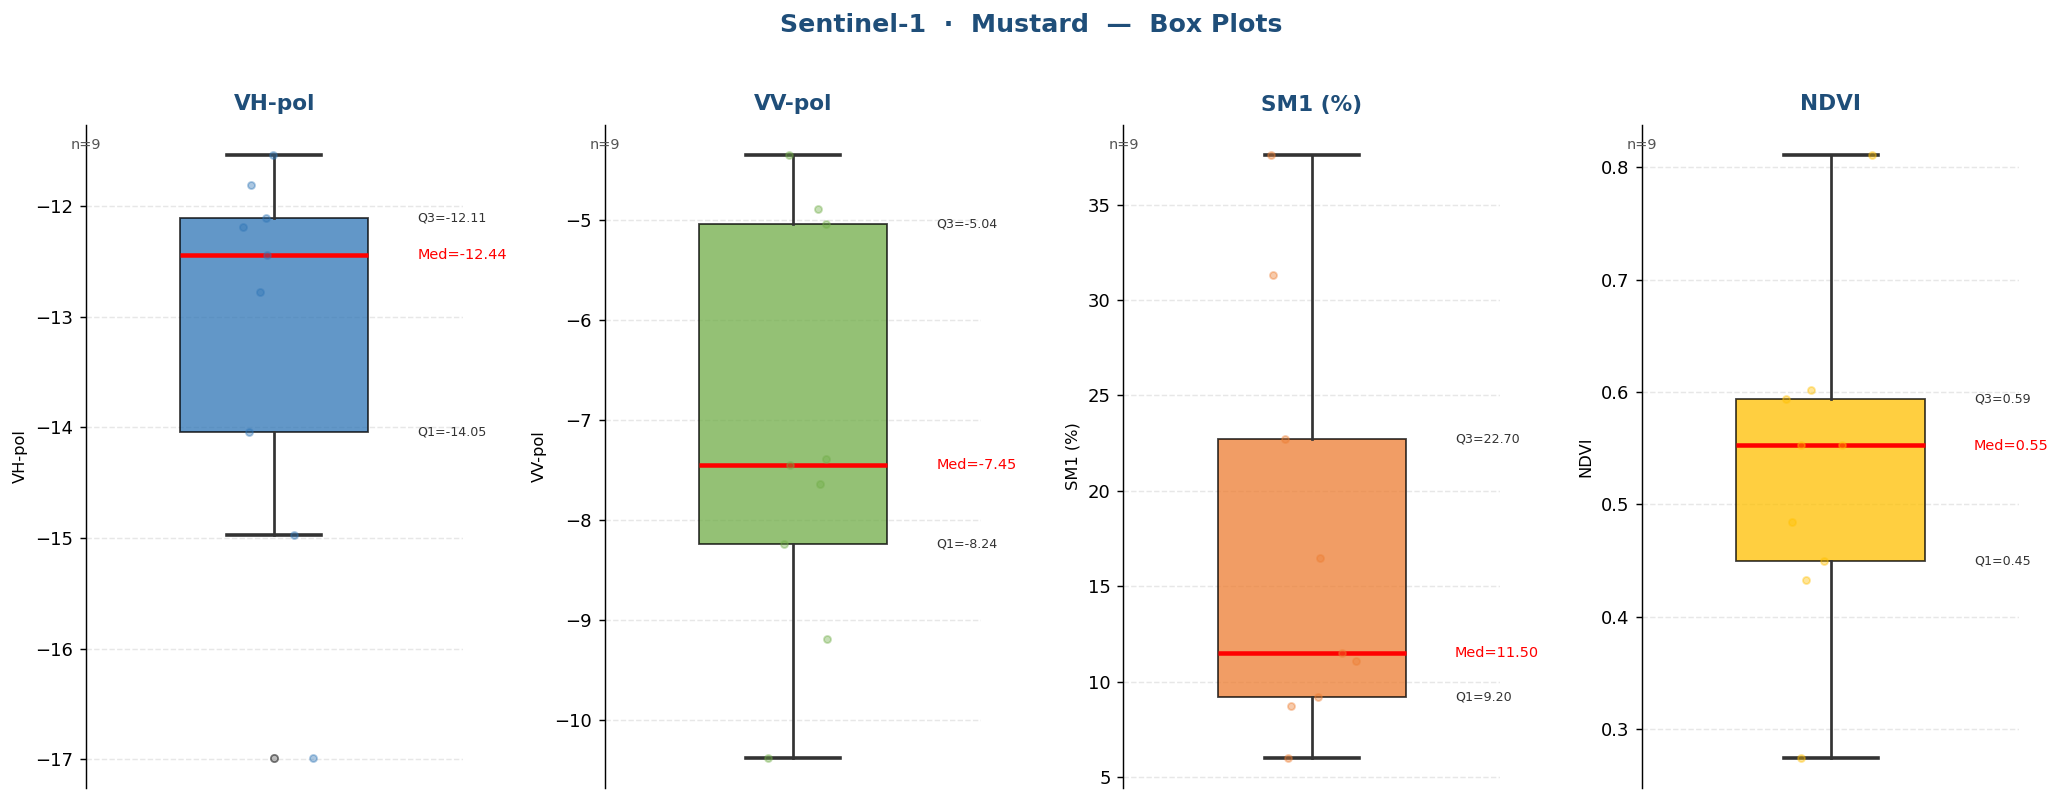 Sentinel-1 · Mustard — Box Plots
VH-pol
n=9
−12
−13
−14
−15
−16
−17
VH-pol
Q3=-12.11
Med=-12.44
Q1=-14.05
VV-pol
n=9
−5
−6
−7
−8
−9
−10
VV-pol
Q3=-5.04
Med=-7.45
Q1=-8.24
SM1 (%)
n=9
35
30
25
20
15
10
5
SM1 (%)
Q3=22.70
Med=11.50
Q1=9.20
NDVI
n=9
0.8
0.7
0.6
0.5
0.4
0.3
NDVI
Q3=0.59
Med=0.55
Q1=0.45